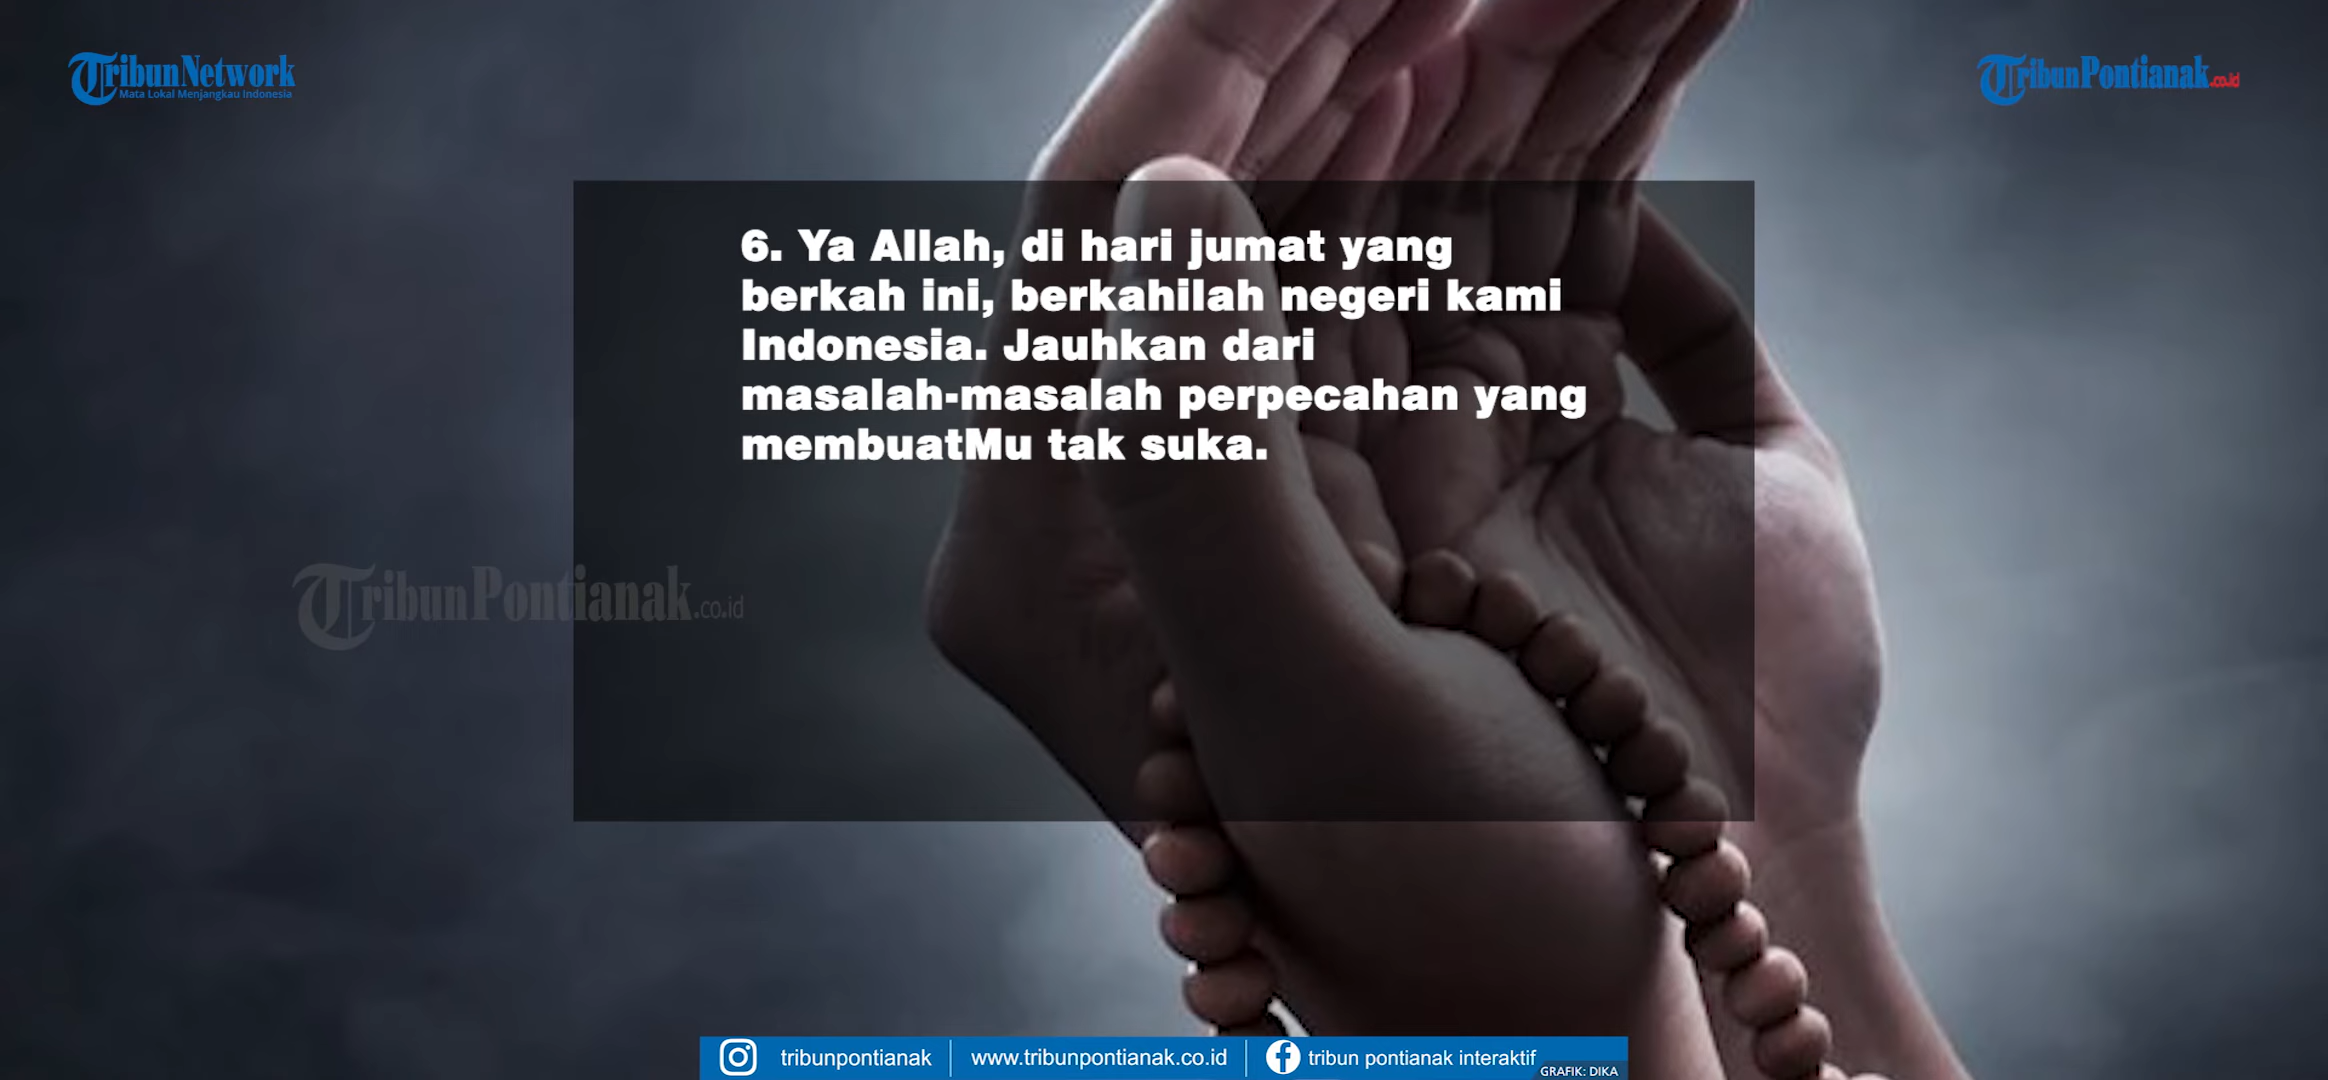 TribunNetwork
Mata Lokal Menjangkau Indonesia
TribunPontianak.co.id
6. Ya Allah, di hari jumat yang
berkah ini, berkahilah negeri kami
Indonesia. Jauhkan dari
masalah-masalah perpecahan yang
membuatMu tak suka.
TribunPontianak.co.id
tribunpontianak
www.tribunpontianak.co.id
tribun pontianak interaktif
GRAFIK: DIKA